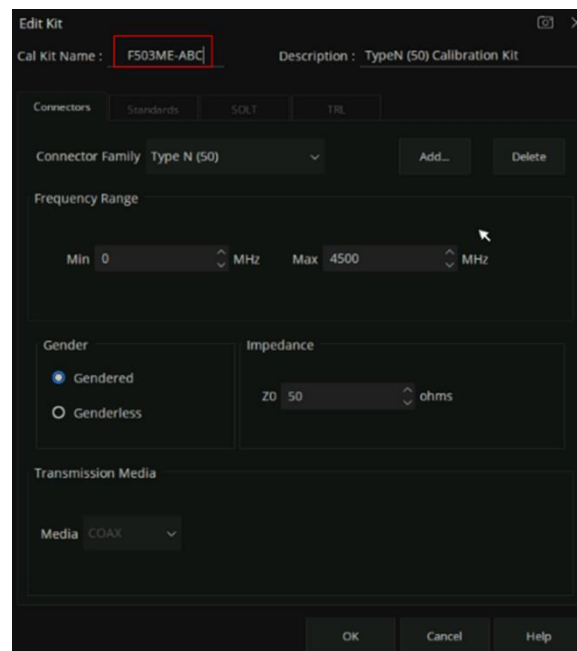 Edit Kit
Cal Kit Name : F503ME-ABC Description : TypeN (50) Calibration Kit
Connectors Standards SOLT TRL
Connector Family Type N (50) Add... Delete
Frequency Range
Min 0 MHz Max 4500 MHz
Gender Impedance
Gendered
Z0 50 ohms
Genderless
Transmission Media
Media COAX
OK Cancel Help